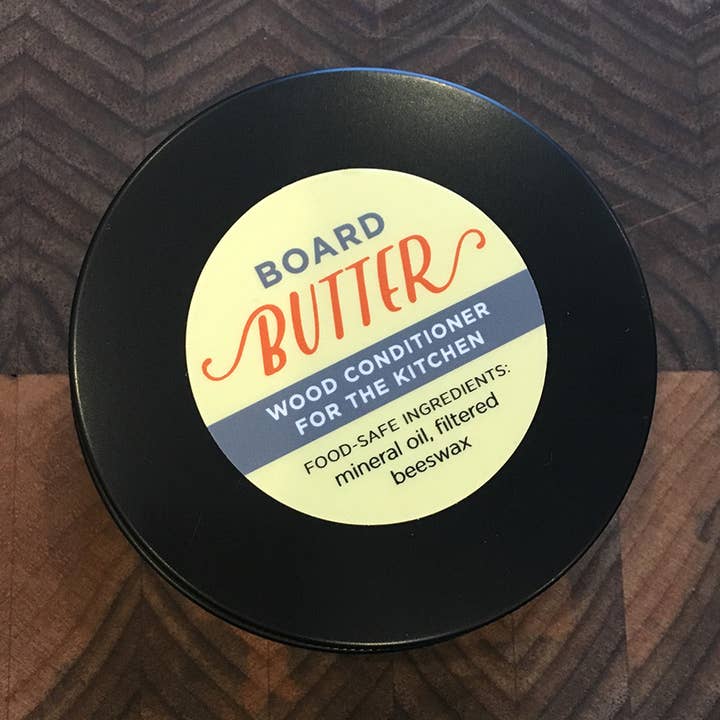 BOARD
BUTTER
WOOD CONDITIONER
FOR THE KITCHEN
FOOD-SAFE INGREDIENTS:
mineral oil, filtered
beeswax